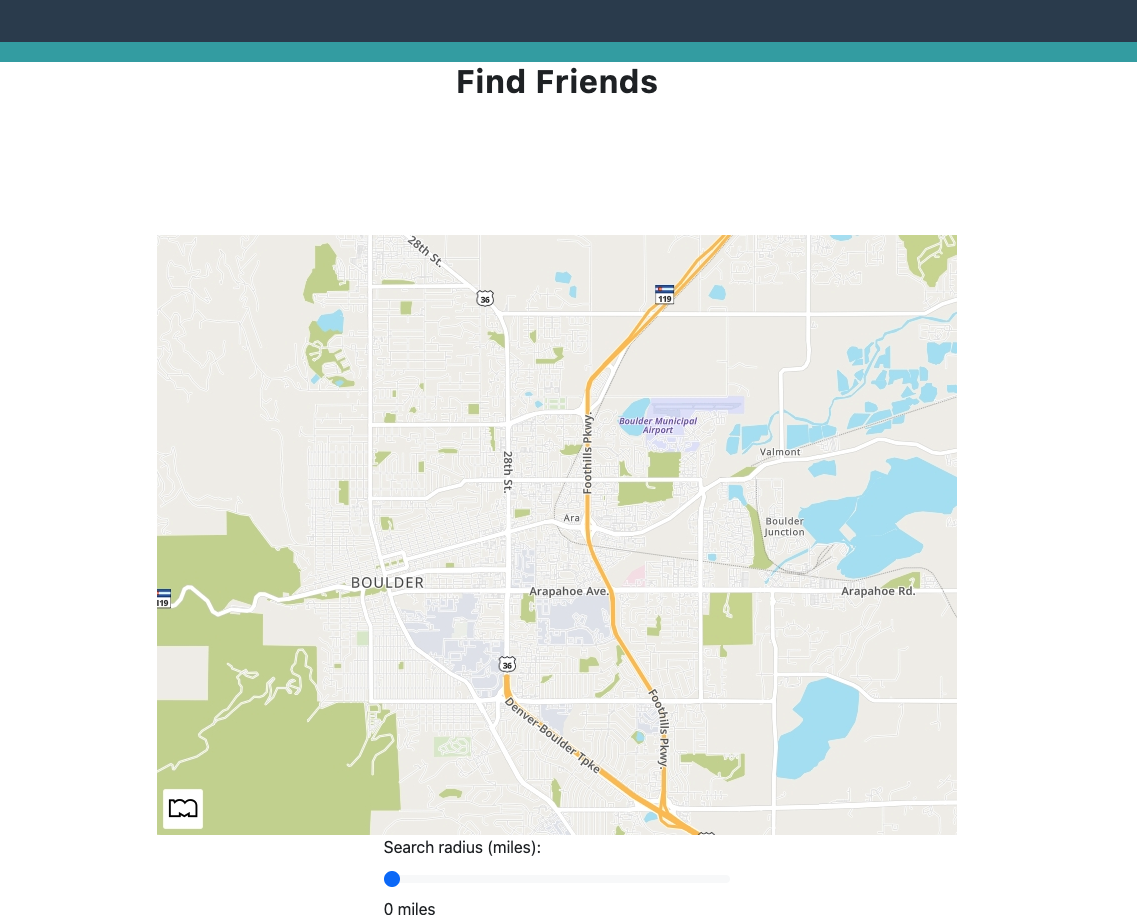 Find Friends
28th St.
36
119
Foothills Pkwy.
Boulder Municipal
Airport
28th St.
Valmont
Ara
Boulder
Junction
BOULDER
119
Arapahoe Ave.
Arapahoe Rd.
36
Denver-Boulder Tpke
Foothills Pkwy.
Search radius (miles):
0 miles